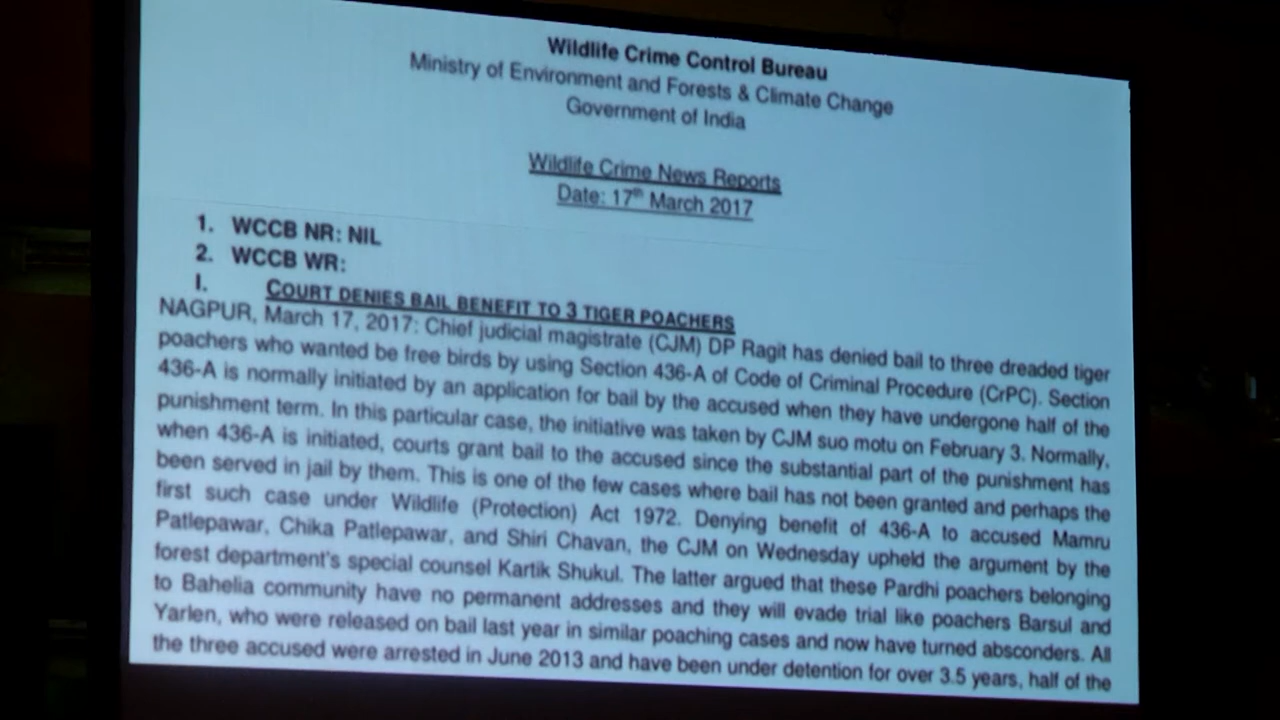 Wildlife Crime Control Bureau
Ministry of Environment and Forests & Climate Change
Government of India
Wildlife Crime News Reports
Date: 17th March 2017
1. WCCB NR: NIL
2. WCCB WR:
I. COURT DENIES BAIL BENEFIT TO 3 TIGER POACHERS
NAGPUR, March 17, 2017: Chief judicial magistrate (CJM) DP Ragit has denied bail to three dreaded tiger
poachers who wanted be free birds by using Section 436-A of Code of Criminal Procedure (CrPC). Section
436-A is normally initiated by an application for bail by the accused when they have undergone half of the
punishment term. In this particular case, the initiative was taken by CJM suo motu on February 3. Normally,
when 436-A is initiated, courts grant bail to the accused since the substantial part of the punishment has
been served in jail by them. This is one of the few cases where bail has not been granted and perhaps the
first such case under Wildlife (Protection) Act 1972. Denying benefit of 436-A to accused Mamru
Patlepawar, Chika Patlepawar, and Shiri Chavan, the CJM on Wednesday upheld the argument by the
forest department's special counsel Kartik Shukul. The latter argued that these Pardhi poachers belonging
to Bahelia community have no permanent addresses and they will evade trial like poachers Barsul and
Yarlen, who were released on bail last year in similar poaching cases and now have turned absconders. All
the three accused were arrested in June 2013 and have been under detention for over 3.5 years, half of the